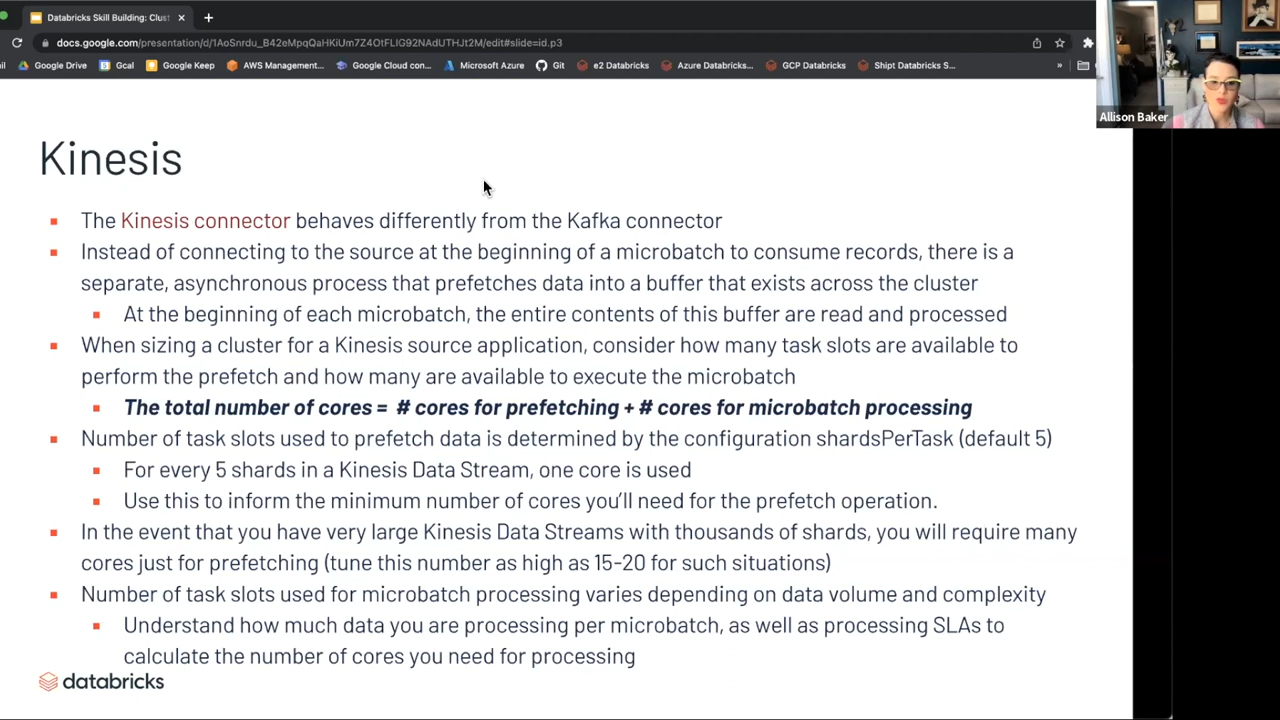 Databricks Skill Building: Clus
docs.google.com/presentation/d/1AoSnrdu_B42eMpqQaHKiUm7Z4OtFLIG92NAdUTHJt2M/edit#slide=id.p3
Google Drive
Gcal
Google Keep
AWS Management...
Google Cloud con...
Microsoft Azure
Git
e2 Databricks
Azure Databricks...
GCP Databricks
Shipt Databricks S...
»
Allison Baker
Kinesis
The Kinesis connector behaves differently from the Kafka connector
Instead of connecting to the source at the beginning of a microbatch to consume records, there is a
separate, asynchronous process that prefetches data into a buffer that exists across the cluster
At the beginning of each microbatch, the entire contents of this buffer are read and processed
When sizing a cluster for a Kinesis source application, consider how many task slots are available to
perform the prefetch and how many are available to execute the microbatch
The total number of cores = # cores for prefetching + # cores for microbatch processing
Number of task slots used to prefetch data is determined by the configuration shardsPerTask (default 5)
For every 5 shards in a Kinesis Data Stream, one core is used
Use this to inform the minimum number of cores you'll need for the prefetch operation.
In the event that you have very large Kinesis Data Streams with thousands of shards, you will require many
cores just for prefetching (tune this number as high as 15-20 for such situations)
Number of task slots used for microbatch processing varies depending on data volume and complexity
Understand how much data you are processing per microbatch, as well as processing SLAs to
calculate the number of cores you need for processing
databricks